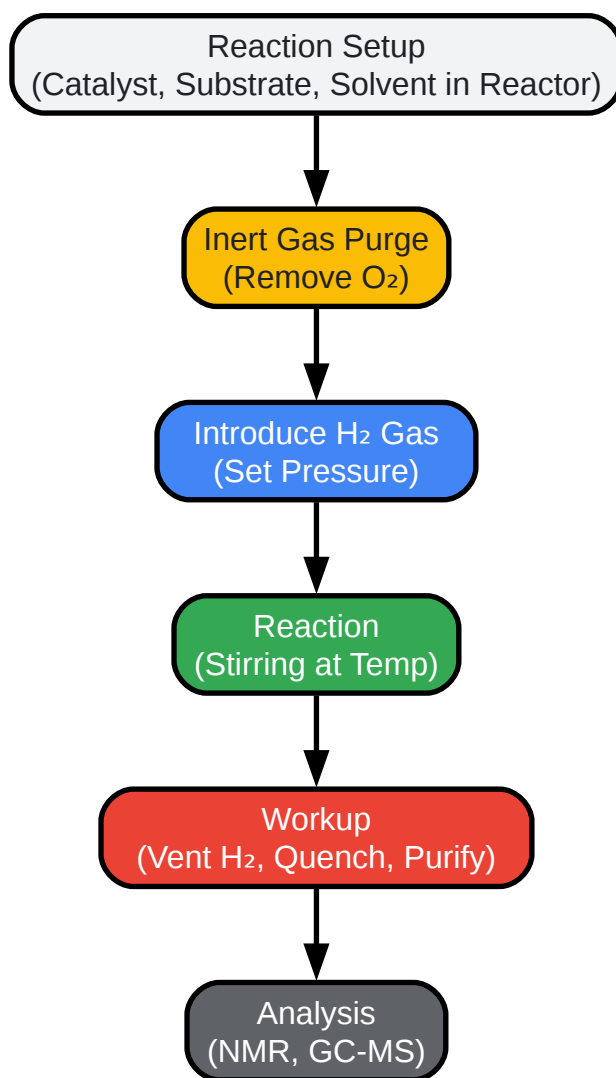 Reaction Setup
(Catalyst, Substrate, Solvent in Reactor)
Inert Gas Purge
(Remove O₂)
Introduce H₂ Gas
(Set Pressure)
Reaction
(Stirring at Temp)
Workup
(Vent H₂, Quench, Purify)
Analysis
(NMR, GC-MS)